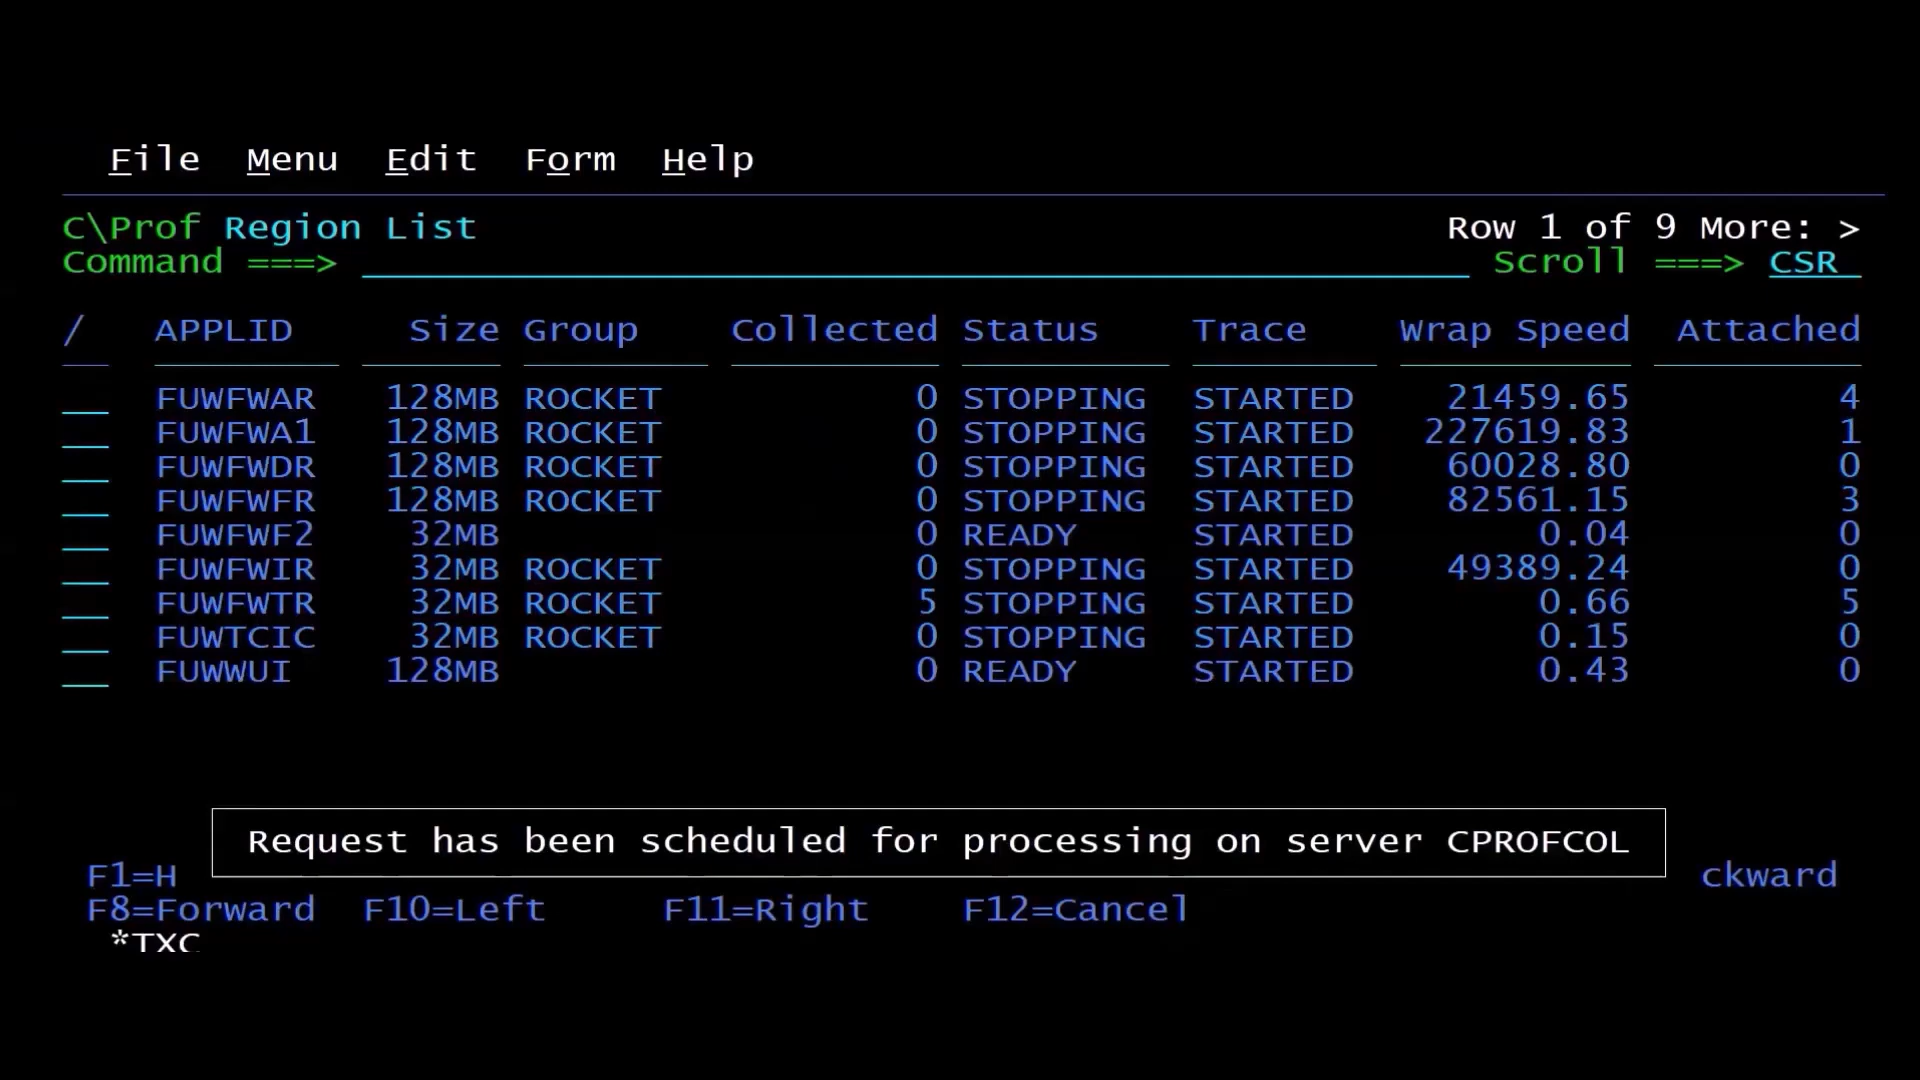 File Menu Edit Form Help
C\Prof Region List Row 1 of 9 More: >
Command ===> Scroll ===> CSR
/ APPLID Size Group Collected Status Trace Wrap Speed Attached
FUWFWAR 128MB ROCKET 0 STOPPING STARTED 21459.65 4
FUWFWA1 128MB ROCKET 0 STOPPING STARTED 227619.83 1
FUWFWDR 128MB ROCKET 0 STOPPING STARTED 60028.80 0
FUWFWFR 128MB ROCKET 0 STOPPING STARTED 82561.15 3
FUWFWF2 32MB 0 READY STARTED 0.04 0
FUWFWIR 32MB ROCKET 0 STOPPING STARTED 49389.24 0
FUWFWTR 32MB ROCKET 5 STOPPING STARTED 0.66 5
FUWTCIC 32MB ROCKET 0 STOPPING STARTED 0.15 0
FUWWUI 128MB 0 READY STARTED 0.43 0
Request has been scheduled for processing on server CPROFCOL
F1=H ckward
F8=Forward F10=Left F11=Right F12=Cancel
*TXC